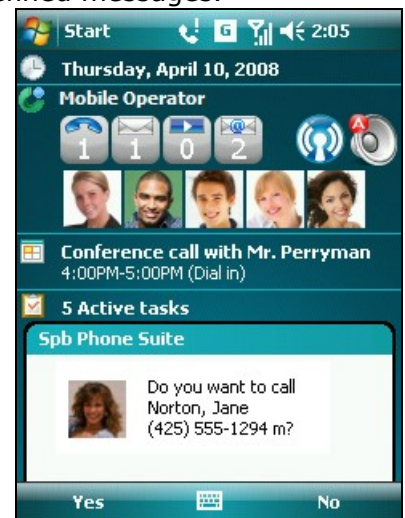 Start G 2:05
Thursday, April 10, 2008
Mobile Operator
1 1 0 2 A
Conference call with Mr. Perryman
4:00PM-5:00PM (Dial in)
5 Active tasks
Spb Phone Suite
Do you want to call
Norton, Jane
(425) 555-1294 m?
Yes No